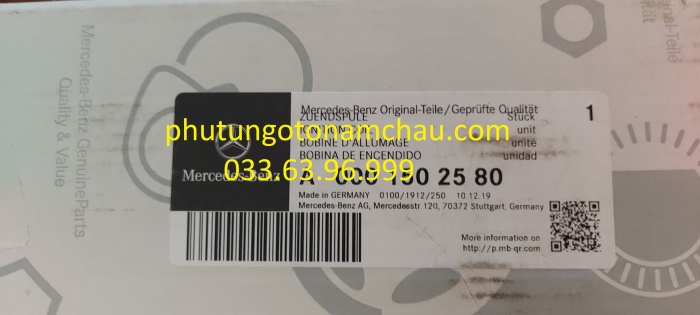 Mercedes-Benz GenuineParts
Quality & Value
Mercedes-Benz Original-Teile/Geprüfte Qualität
ZUENDSPULE Stück 1
unit
BOBINE D'ALLUMAGE unité
BOBINA DE ENCENDIDO unidad
phutungotonamchau.com
033.63.96.999
Mercedes-Benz
A 2 5 80
Made in GERMANY 0100/1912/250 10.12.19
Mercedes-Benz AG, Mercedesstr.120, 70372 Stuttgart, Germany
More information on
http://p.mb-qr.com